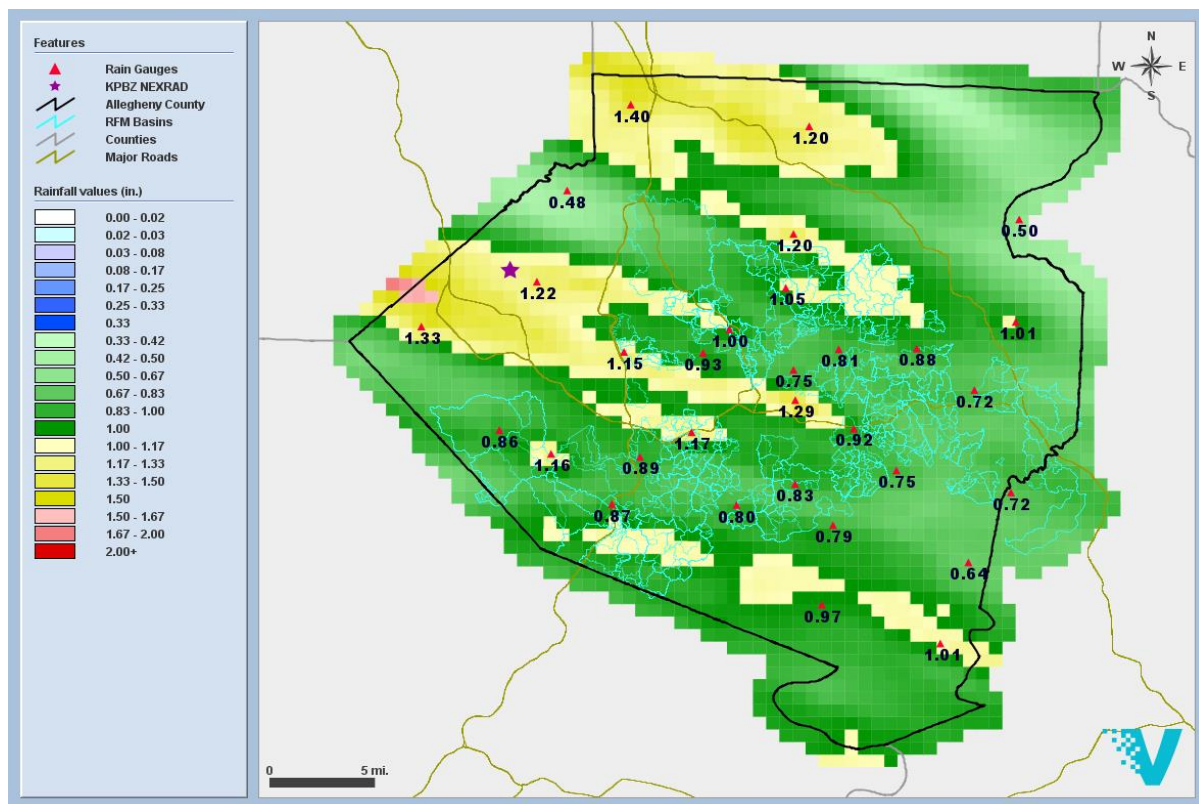 Features
Rain Gauges
KPBZ NEXRAD
Allegheny County
RFM Basins
Counties
Major Roads
Rainfall values (in.)
0.00 - 0.02
0.02 - 0.03
0.03 - 0.08
0.08 - 0.17
0.17 - 0.25
0.25 - 0.33
0.33
0.33 - 0.42
0.42 - 0.50
0.50 - 0.67
0.67 - 0.83
0.83 - 1.00
1.00
1.00 - 1.17
1.17 - 1.33
1.33 - 1.50
1.50
1.50 - 1.67
1.67 - 2.00
2.00+
N
W E
S
1.40
1.20
0.48
0.50
1.20
1.22
1.05
1.33
1.00
1.01
1.15
0.93
0.81
0.88
0.75
0.72
1.29
0.86
1.17
0.92
1.16
0.89
0.75
0.83
0.72
0.87
0.80
0.79
0.64
0.97
1.01
0 5 mi.
V